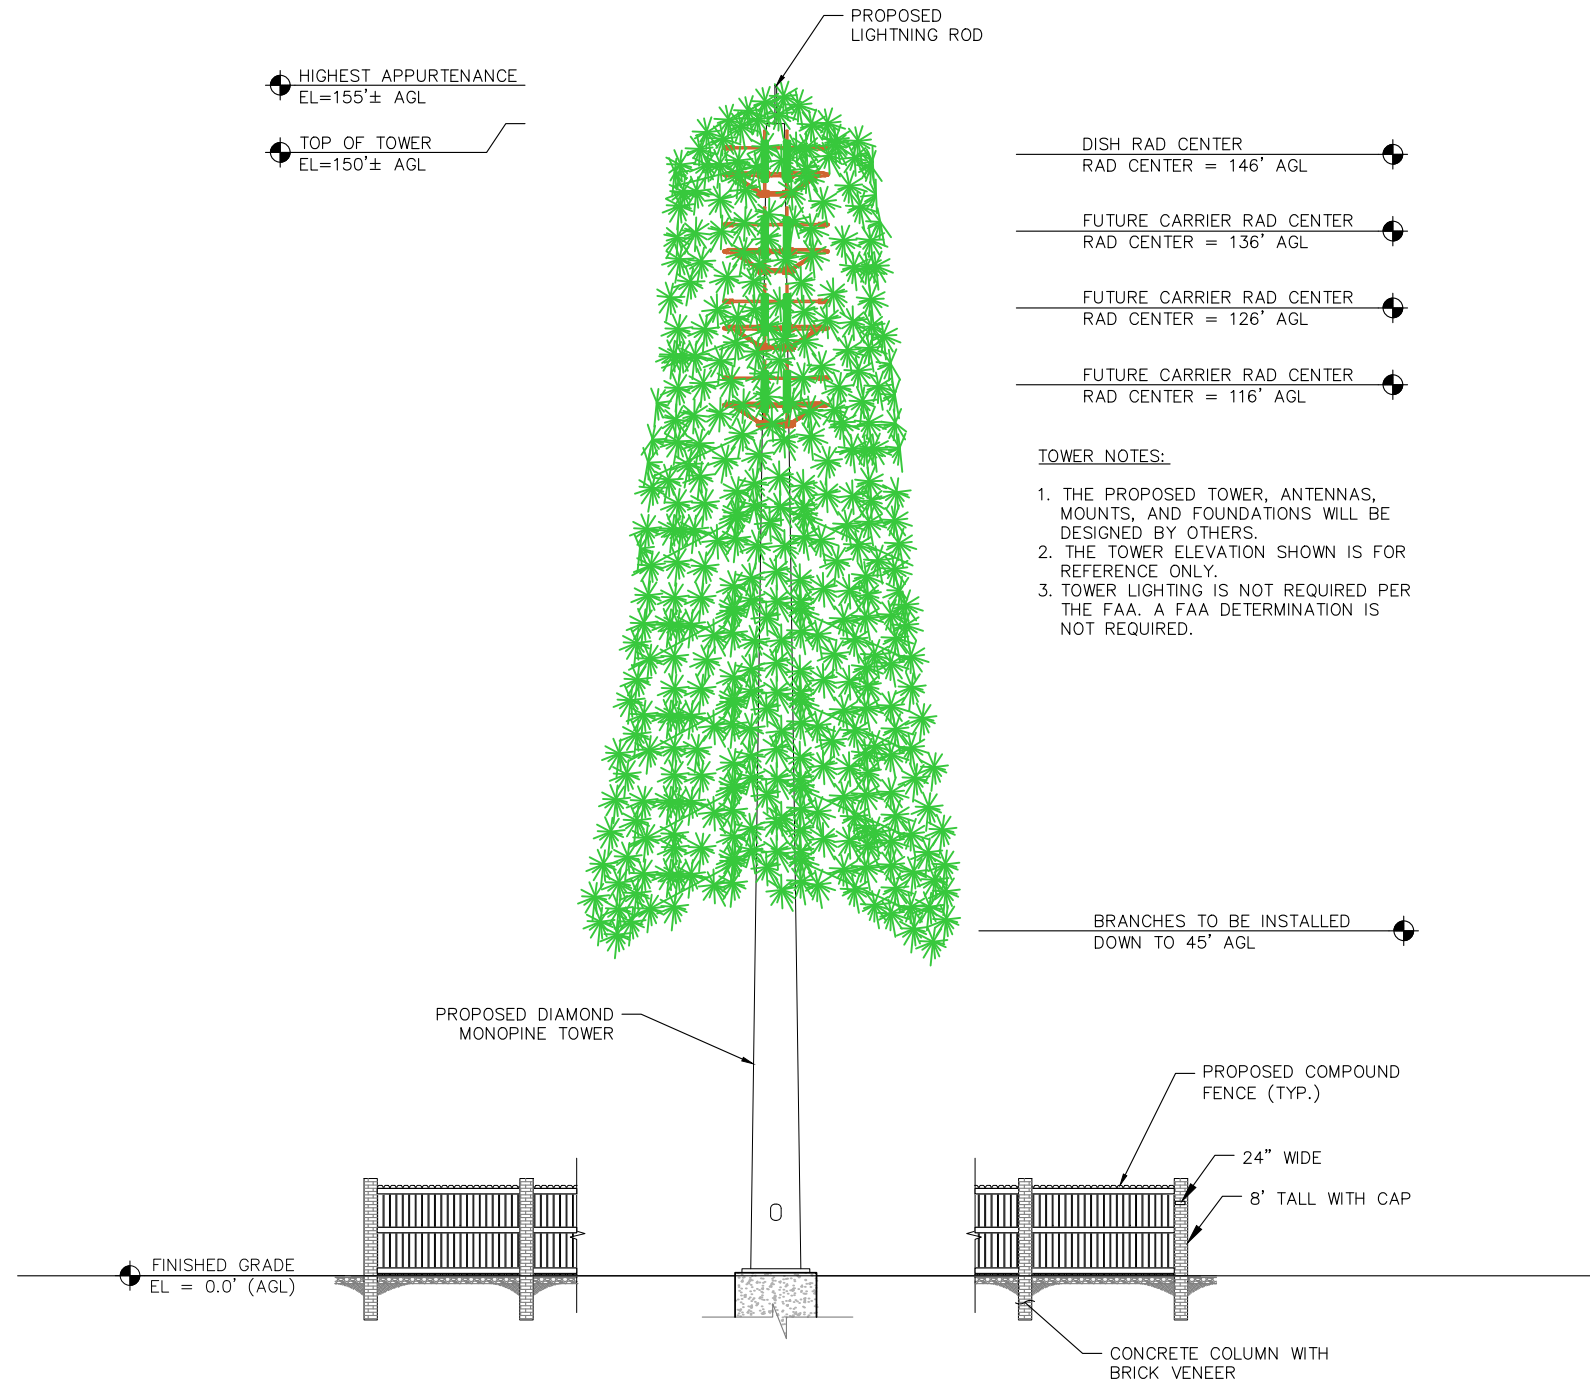 PROPOSED
LIGHTNING ROD
HIGHEST APPURTENANCE
EL=155'± AGL
TOP OF TOWER
EL=150'± AGL
DISH RAD CENTER
RAD CENTER = 146' AGL
FUTURE CARRIER RAD CENTER
RAD CENTER = 136' AGL
FUTURE CARRIER RAD CENTER
RAD CENTER = 126' AGL
FUTURE CARRIER RAD CENTER
RAD CENTER = 116' AGL
TOWER NOTES:
1. THE PROPOSED TOWER, ANTENNAS,
MOUNTS, AND FOUNDATIONS WILL BE
DESIGNED BY OTHERS.
2. THE TOWER ELEVATION SHOWN IS FOR
REFERENCE ONLY.
3. TOWER LIGHTING IS NOT REQUIRED PER
THE FAA. A FAA DETERMINATION IS
NOT REQUIRED.
BRANCHES TO BE INSTALLED
DOWN TO 45' AGL
PROPOSED DIAMOND
MONOPINE TOWER
PROPOSED COMPOUND
FENCE (TYP.)
24" WIDE
8' TALL WITH CAP
FINISHED GRADE
EL = 0.0' (AGL)
CONCRETE COLUMN WITH
BRICK VENEER